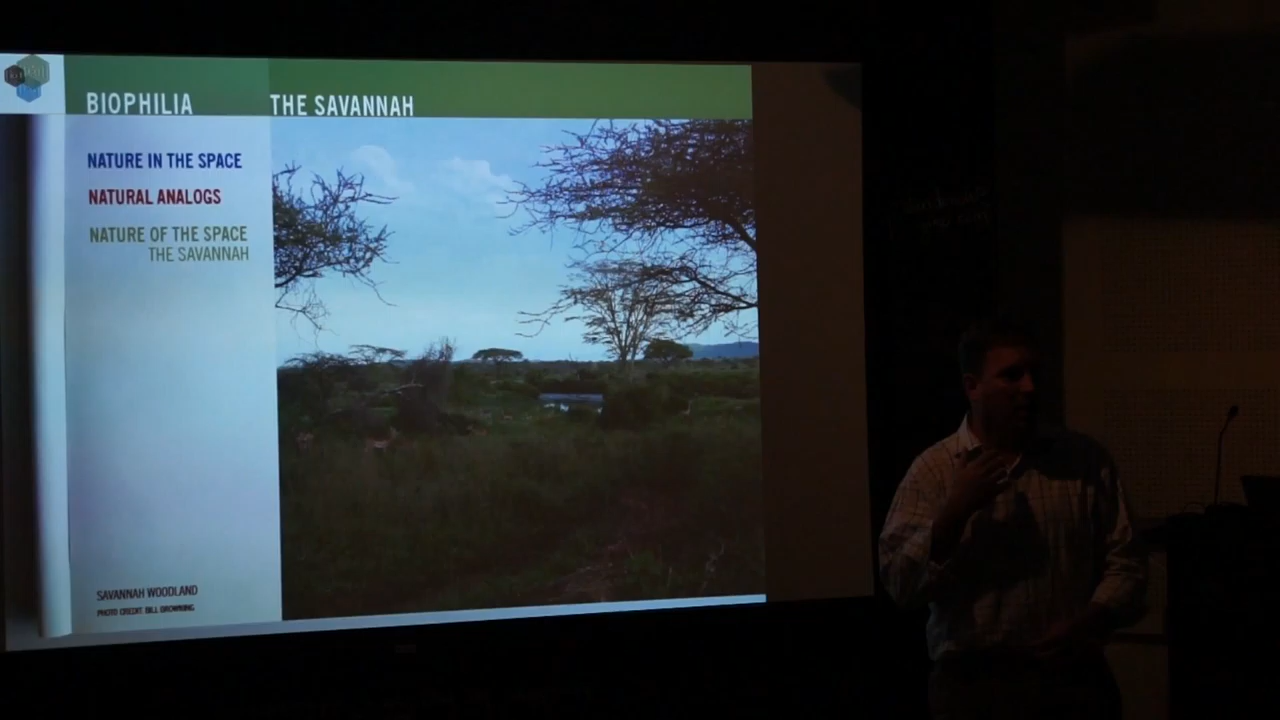 BIOPHILIA
THE SAVANNAH
NATURE IN THE SPACE
NATURAL ANALOGS
NATURE OF THE SPACE
THE SAVANNAH
SAVANNAH WOODLAND
PHOTO CREDIT: BILL BROWNING